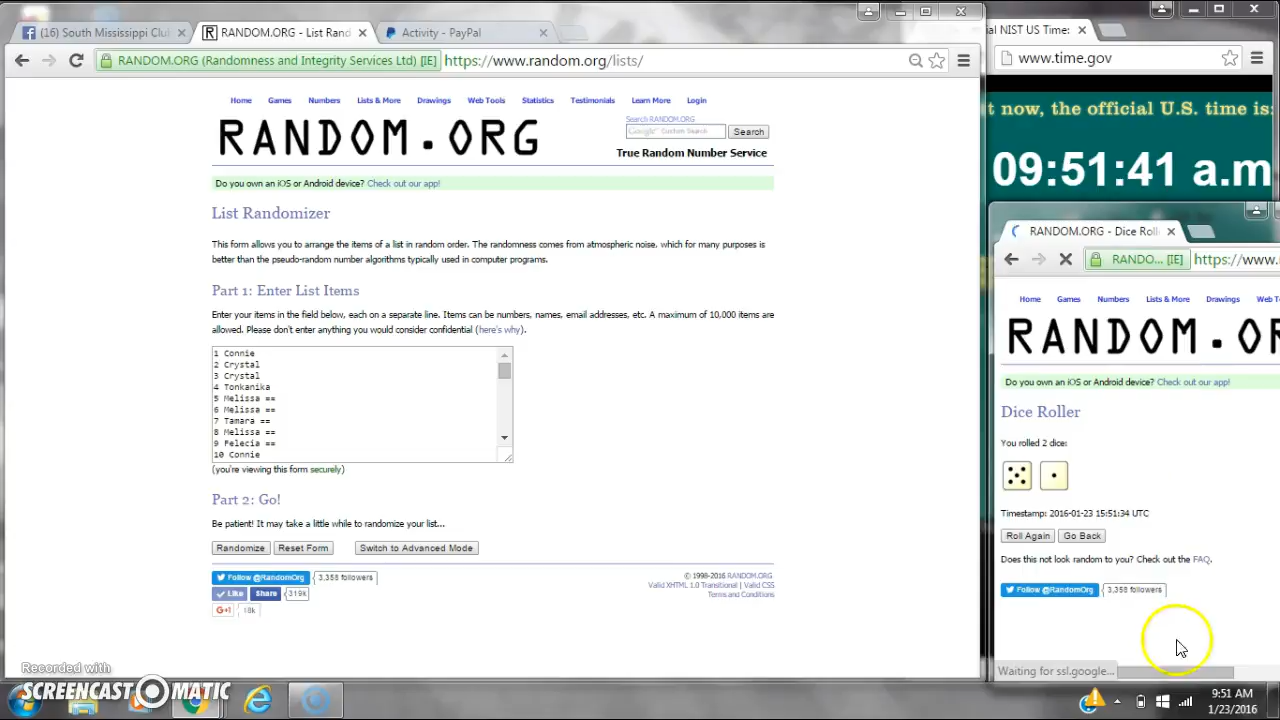 (16) South Mississippi Clu
RANDOM.ORG - List Rand
Activity - PayPal
RANDOM.ORG (Randomness and Integrity Services Ltd) [IE]
https://www.random.org/lists/
Home Games Numbers Lists & More Drawings Web Tools Statistics Testimonials Learn More Login
RANDOM.ORG
Search RANDOM.ORG
Google Custom Search
Search
True Random Number Service
Do you own an iOS or Android device? Check out our app!
List Randomizer
This form allows you to arrange the items of a list in random order. The randomness comes from atmospheric noise, which for many purposes is
better than the pseudo-random number algorithms typically used in computer programs.
Part 1: Enter List Items
Enter your items in the field below, each on a separate line. Items can be numbers, names, email addresses, etc. A maximum of 10,000 items are
allowed. Please don't enter anything you would consider confidential (here's why).
1 Connie
2 Crystal
3 Crystal
4 Tonkanika
5 Melissa ==
6 Melissa ==
7 Tamara ==
8 Melissa ==
9 Felecia ==
10 Connie
(you're viewing this form securely)
Part 2: Go!
Be patient! It may take a little while to randomize your list...
Randomize Reset Form Switch to Advanced Mode
Follow @RandomOrg 3,358 followers
Like Share 319k
G+1 18k
© 1998-2016 RANDOM.ORG
Valid XHTML 1.0 Transitional | Valid CSS
Terms and Conditions
al NIST US Time:
www.time.gov
t now, the official U.S. time is:
09:51:41 a.m
RANDOM.ORG - Dice Roll
RANDO... [IE]
https://www.
Home Games Numbers Lists & More Drawings Web T
RANDOM.OR
Do you own an iOS or Android device? Check out our app!
Dice Roller
You rolled 2 dice:
Timestamp: 2016-01-23 15:51:34 UTC
Roll Again Go Back
Does this not look random to you? Check out the FAQ.
Follow @RandomOrg 3,358 followers
Waiting for ssl.google...
Recorded with
SCREENCAST MATIC
9:51 AM
1/23/2016